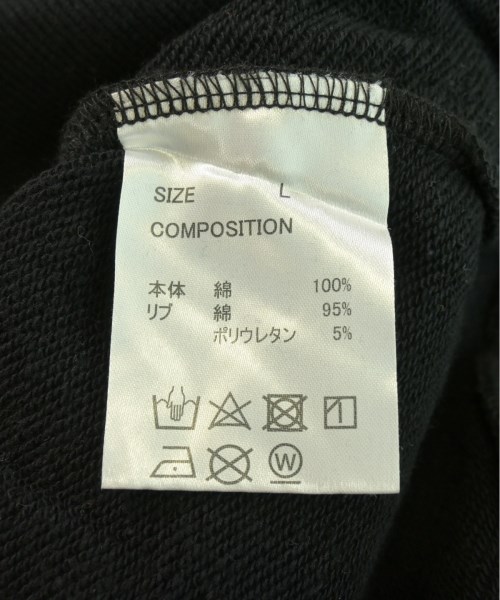 SIZE L
COMPOSITION
本体 綿 100%
リブ 綿 95%
ポリウレタン 5%
W